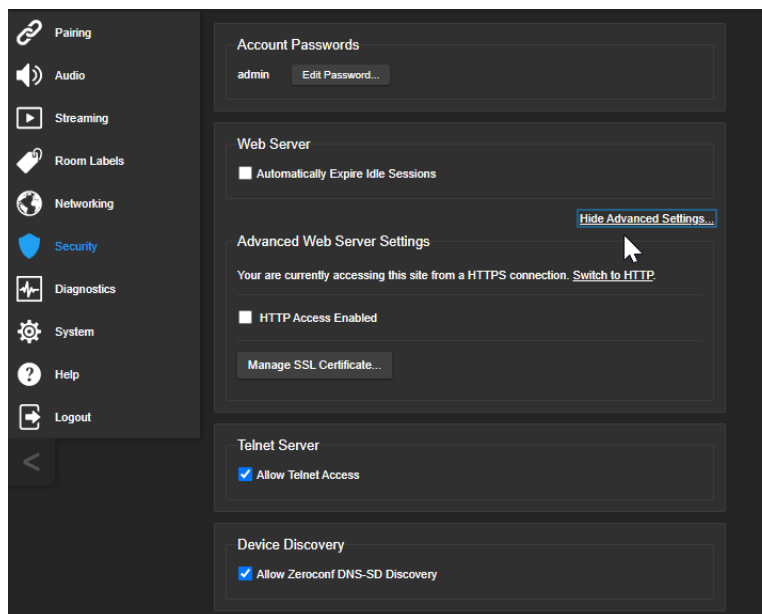 Pairing
Audio
Streaming
Room Labels
Networking
Security
Diagnostics
System
Help
Logout
<
Account Passwords
admin Edit Password...
Web Server
Automatically Expire Idle Sessions
Hide Advanced Settings...
Advanced Web Server Settings
Your are currently accessing this site from a HTTPS connection. Switch to HTTP.
HTTP Access Enabled
Manage SSL Certificate...
Telnet Server
Allow Telnet Access
Device Discovery
Allow Zeroconf DNS-SD Discovery